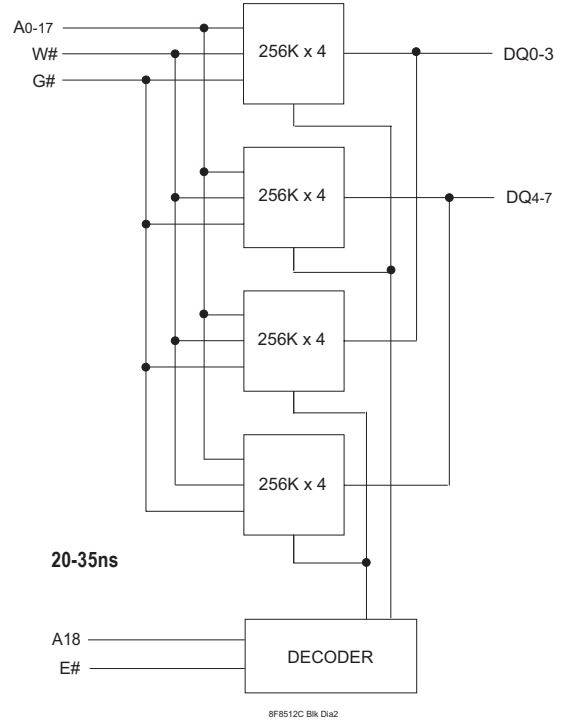 A0-17
W#
G#
256K x 4
DQ0-3
256K x 4
DQ4-7
256K x 4
256K x 4
20-35ns
A18
E#
DECODER
8F8512C Blk Dia2